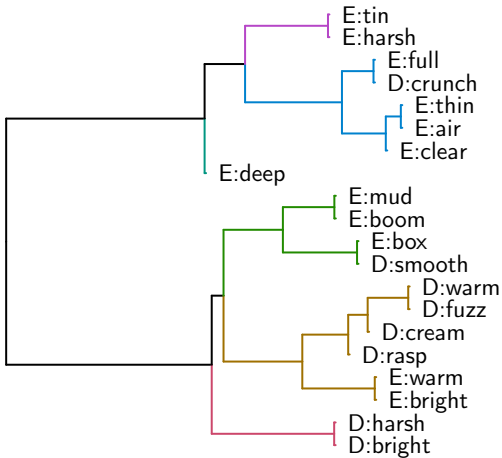 E:tin
E:harsh
E:full
D:crunch
E:thin
E:air
E:clear
E:deep
E:mud
E:boom
E:box
D:smooth
D:warm
D:fuzz
D:cream
D:rasp
E:warm
E:bright
D:harsh
D:bright